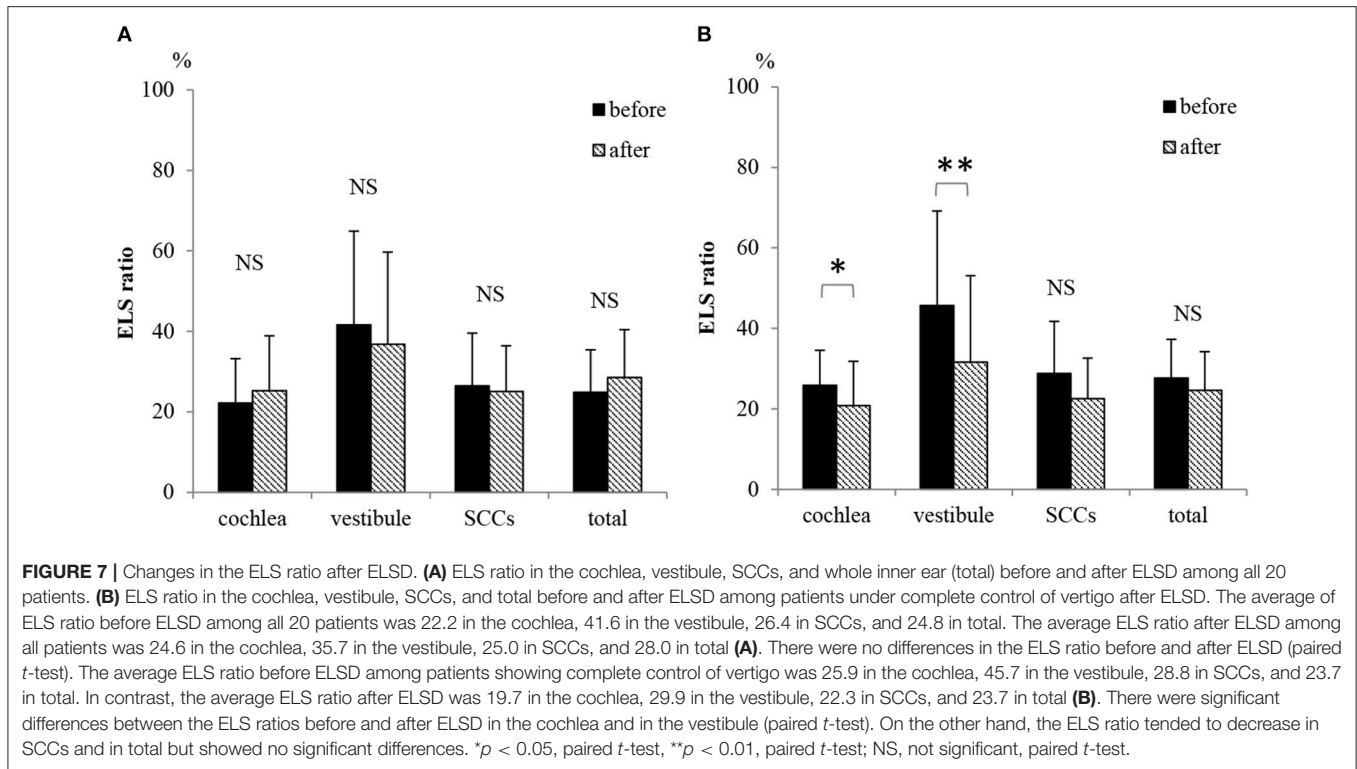 A
%
100
80
60
40
20
0
ELS ratio
before
after
NS
NS
NS
NS
cochlea
vestibule
SCCs
total
B
%
100
80
60
40
20
0
ELS ratio
before
after
*
**
NS
NS
cochlea
vestibule
SCCs
total
FIGURE 7 | Changes in the ELS ratio after ELSD. (A) ELS ratio in the cochlea, vestibule, SCCs, and whole inner ear (total) before and after ELSD among all 20
patients. (B) ELS ratio in the cochlea, vestibule, SCCs, and total before and after ELSD among patients under complete control of vertigo after ELSD. The average of
ELS ratio before ELSD among all 20 patients was 22.2 in the cochlea, 41.6 in the vestibule, 26.4 in SCCs, and 24.8 in total. The average ELS ratio after ELSD among
all patients was 24.6 in the cochlea, 35.7 in the vestibule, 25.0 in SCCs, and 28.0 in total (A). There were no differences in the ELS ratio before and after ELSD (paired
t-test). The average ELS ratio before ELSD among patients showing complete control of vertigo was 25.9 in the cochlea, 45.7 in the vestibule, 28.8 in SCCs, and 23.7
in total. In contrast, the average ELS ratio after ELSD was 19.7 in the cochlea, 29.9 in the vestibule, 22.3 in SCCs, and 23.7 in total (B). There were significant
differences between the ELS ratios before and after ELSD in the cochlea and in the vestibule (paired t-test). On the other hand, the ELS ratio tended to decrease in
SCCs and in total but showed no significant differences. *p < 0.05, paired t-test, **p < 0.01, paired t-test; NS, not significant, paired t-test.